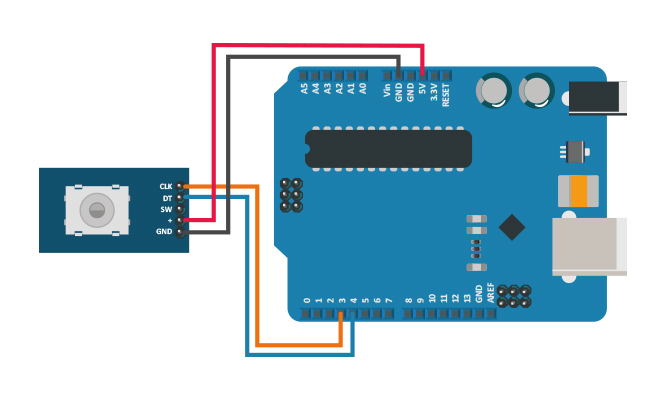 A5
A4
A3
A2
A1
A0
Vin
GND
GND
5V
3.3V
RESET
CLK
DT
SW
+
GND
0
1
2
3
4
5
6
7
8
9
10
11
12
13
GND
AREF